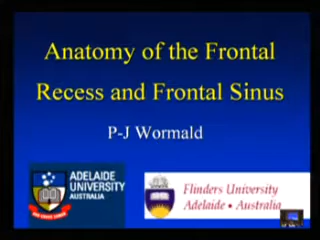 Anatomy of the Frontal
Recess and Frontal Sinus
P-J Wormald
ADELAIDE
UNIVERSITY
AUSTRALIA
Flinders University
Adelaide • Australia